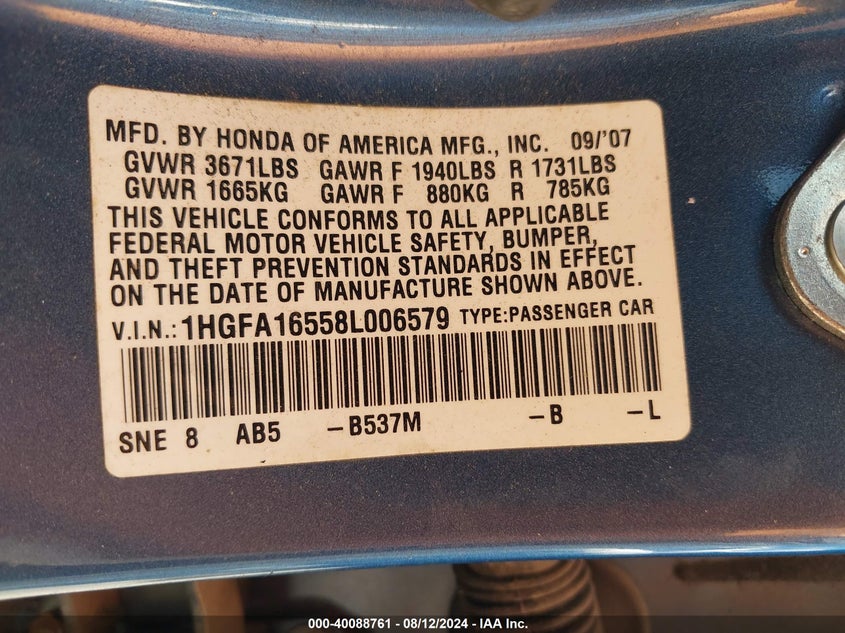 MFD. BY HONDA OF AMERICA MFG., INC. 09/'07
GVWR 3671LBS GAWR F 1940LBS R 1731LBS
GVWR 1665KG GAWR F 880KG R 785KG
THIS VEHICLE CONFORMS TO ALL APPLICABLE
FEDERAL MOTOR VEHICLE SAFETY, BUMPER,
AND THEFT PREVENTION STANDARDS IN EFFECT
ON THE DATE OF MANUFACTURE SHOWN ABOVE.
V.I.N.:1HGFA16558L006579 TYPE:PASSENGER CAR
SNE 8 AB5 -B537M -B -L
000-40088761 - 08/12/2024 - IAA Inc.